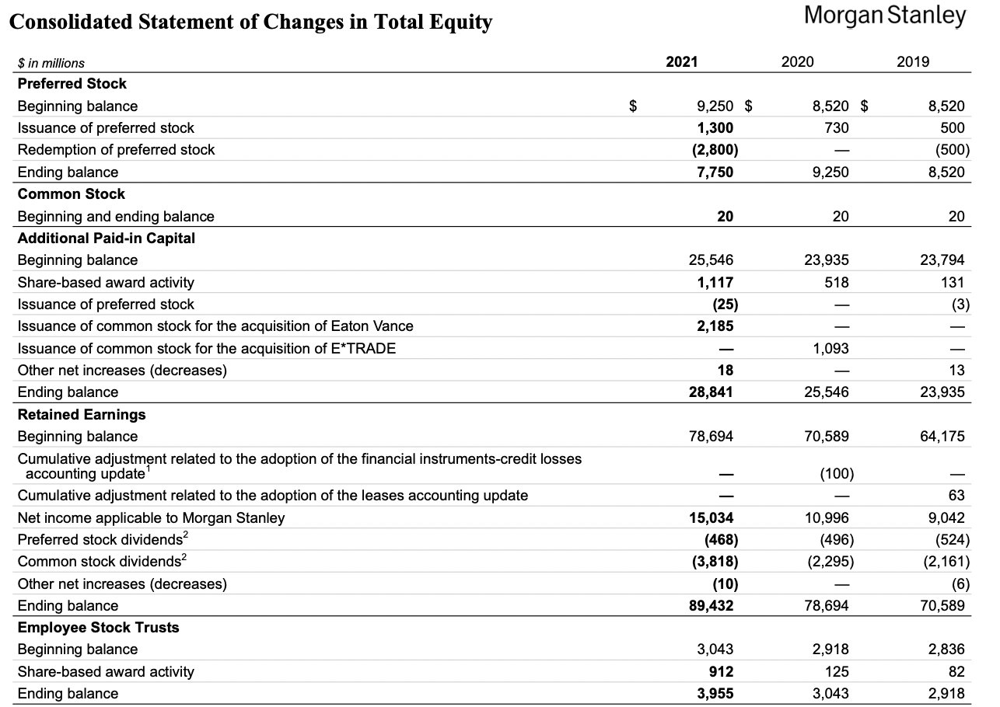 Consolidated Statement of Changes in Total Equity
Morgan Stanley
$ in millions 2021 2020 2019
Preferred Stock
Beginning balance $ 9,250 $ 8,520 $ 8,520
Issuance of preferred stock 1,300 730 500
Redemption of preferred stock (2,800) — (500)
Ending balance 7,750 9,250 8,520
Common Stock
Beginning and ending balance 20 20 20
Additional Paid-in Capital
Beginning balance 25,546 23,935 23,794
Share-based award activity 1,117 518 131
Issuance of preferred stock (25) — (3)
Issuance of common stock for the acquisition of Eaton Vance 2,185 — —
Issuance of common stock for the acquisition of E*TRADE — 1,093 —
Other net increases (decreases) 18 — 13
Ending balance 28,841 25,546 23,935
Retained Earnings
Beginning balance 78,694 70,589 64,175
Cumulative adjustment related to the adoption of the financial instruments-credit losses
accounting update¹ — (100) —
Cumulative adjustment related to the adoption of the leases accounting update — — 63
Net income applicable to Morgan Stanley 15,034 10,996 9,042
Preferred stock dividends² (468) (496) (524)
Common stock dividends² (3,818) (2,295) (2,161)
Other net increases (decreases) (10) — (6)
Ending balance 89,432 78,694 70,589
Employee Stock Trusts
Beginning balance 3,043 2,918 2,836
Share-based award activity 912 125 82
Ending balance 3,955 3,043 2,918